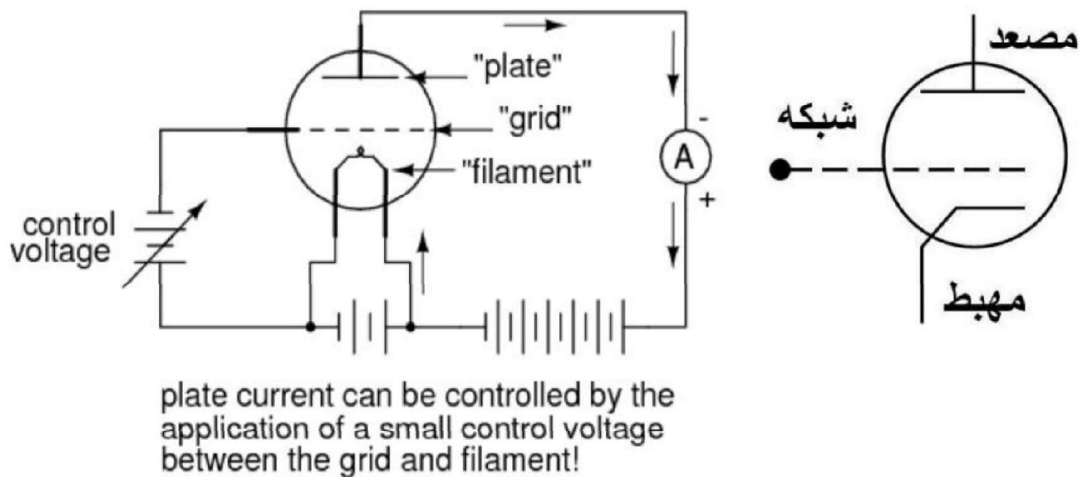 "plate"
"grid"
"filament"
control
voltage
-
A
+
plate current can be controlled by the
application of a small control voltage
between the grid and filament!
مصعد
شبكه
مهبط